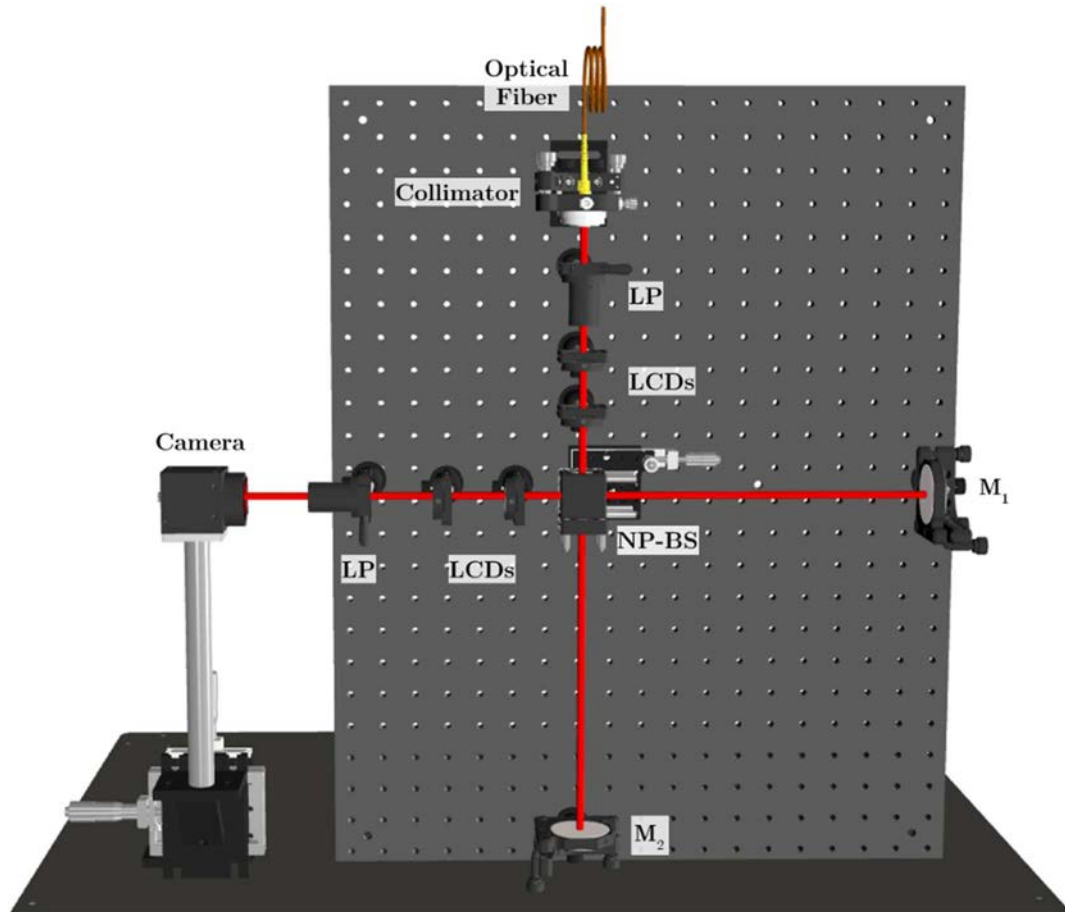 Optical
Fiber
Collimator
LP
LCDs
Camera
M₁
NP-BS
LP
LCDs
M₂